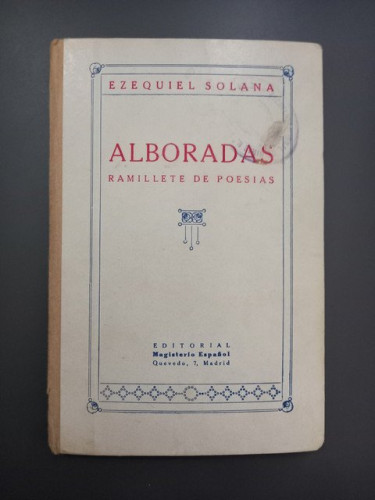 EZEQUIEL SOLANA
ALBORADAS
RAMILLETE DE POESIAS
EDITORIAL
Magisterio Español
Quevedo, 7, Madrid